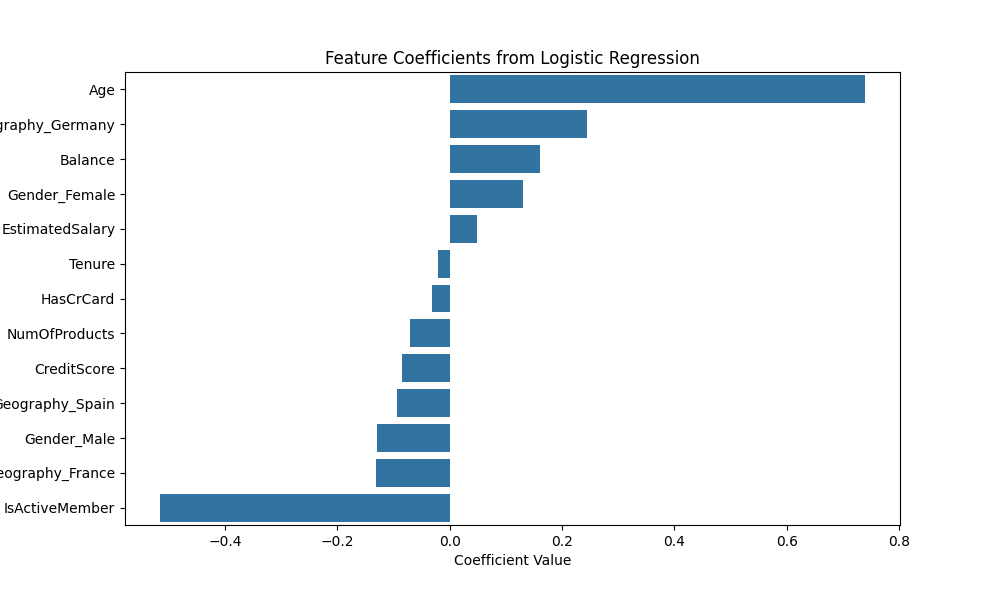 Feature Coefficients from Logistic Regression
Age
graphy_Germany
Balance
Gender_Female
EstimatedSalary
Tenure
HasCrCard
NumOfProducts
CreditScore
Geography_Spain
Gender_Male
eography_France
IsActiveMember
−0.4 −0.2 0.0 0.2 0.4 0.6 0.8
Coefficient Value